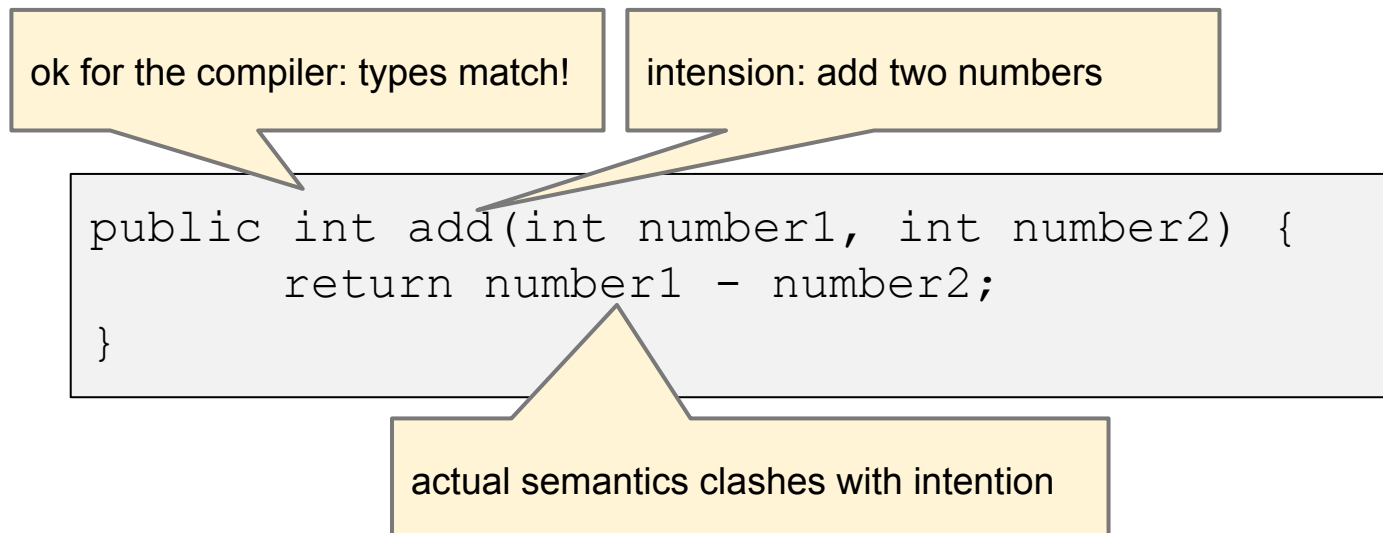 ok for the compiler: types match!
intension: add two numbers
public int add(int number1, int number2) {
return number1 - number2;
}
actual semantics clashes with intention